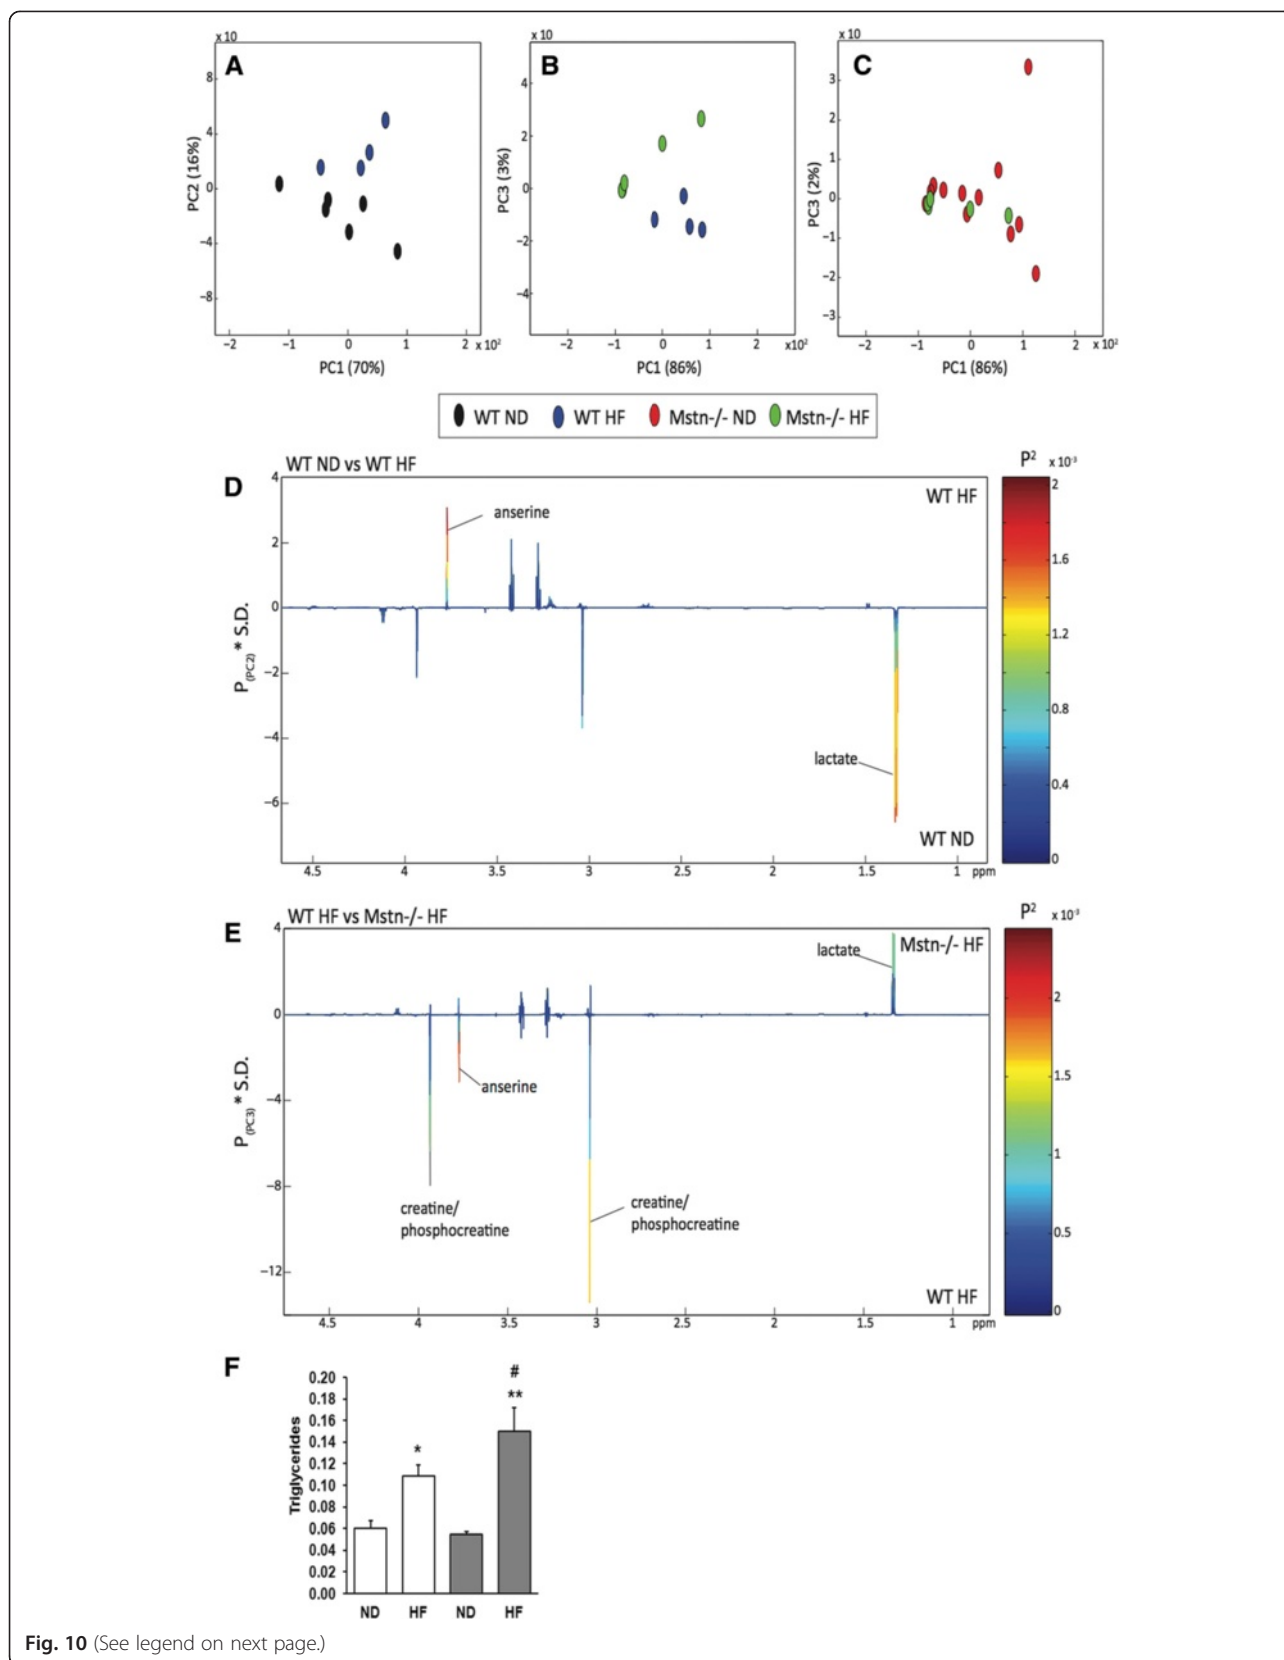 x 10
A
8
4
0
−4
−8
PC2 (16%)
−2 −1 0 1 2 x 10²
PC1 (70%)
x 10
B
4
2
0
−2
−4
PC3 (3%)
−2 −1 0 1 2 x10²
PC1 (86%)
x 10
C
3
2
1
0
−1
−2
−3
PC3 (2%)
−2 −1 0 1 2 x 10²
PC1 (86%)
WT ND WT HF Mstn-/- ND Mstn-/- HF
D
WT ND vs WT HF
4
2
0
−2
−4
−6
P(PC2) * S.D.
WT HF
anserine
lactate
WT ND
4.5 4 3.5 3 2.5 2 1.5 1 ppm
P² x 10⁻³
2
1.6
1.2
0.8
0.4
0
E
WT HF vs Mstn-/- HF
4
0
−4
−8
−12
P(PC3) * S.D.
lactate
Mstn-/- HF
anserine
creatine/
phosphocreatine
creatine/
phosphocreatine
WT HF
4.5 4 3.5 3 2.5 2 1.5 1 ppm
P² x 10⁻³
2
1.5
1
0.5
0
F
0.20
0.18
0.16
0.14
0.12
0.10
0.08
0.06
0.04
0.02
0.00
Triglycerides
*
#
**
ND HF ND HF
Fig. 10 (See legend on next page.)